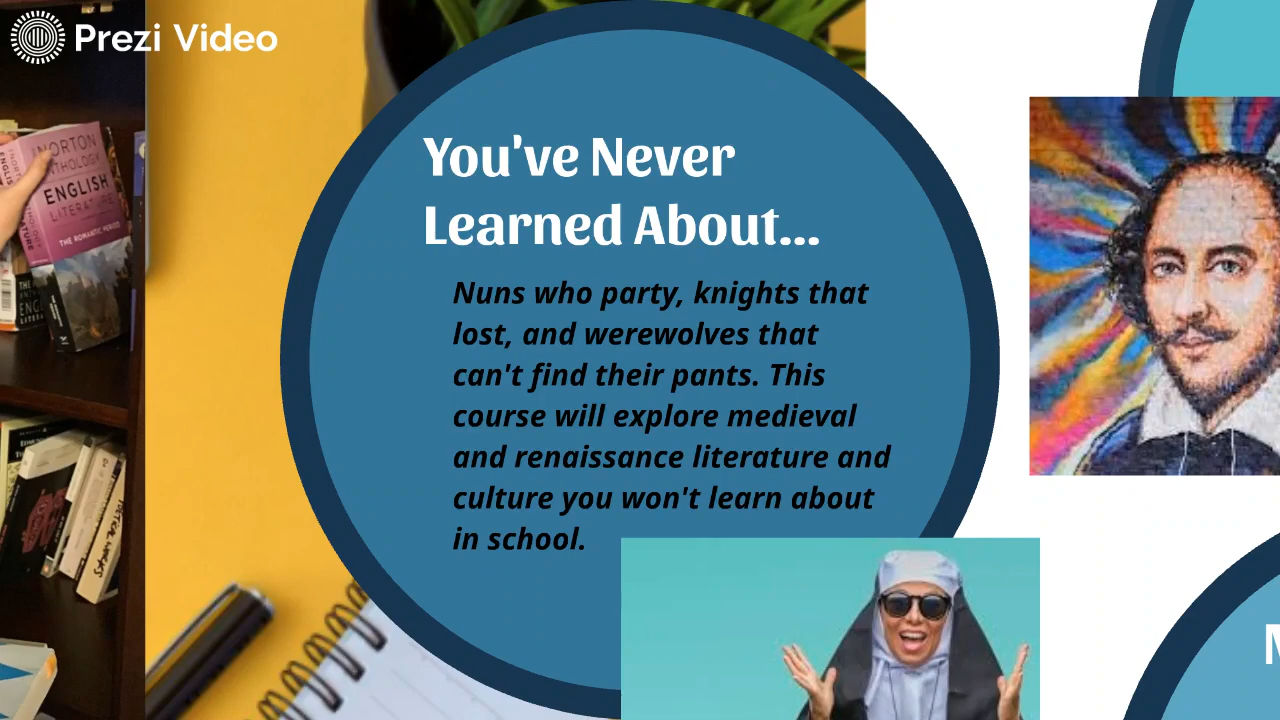 Prezi Video
NORTON
ANTHOLOGY
ENGLISH
LITERATURE
THE ROMANTIC PERIOD
You've Never
Learned About...
Nuns who party, knights that
lost, and werewolves that
can't find their pants. This
course will explore medieval
and renaissance literature and
culture you won't learn about
in school.
M